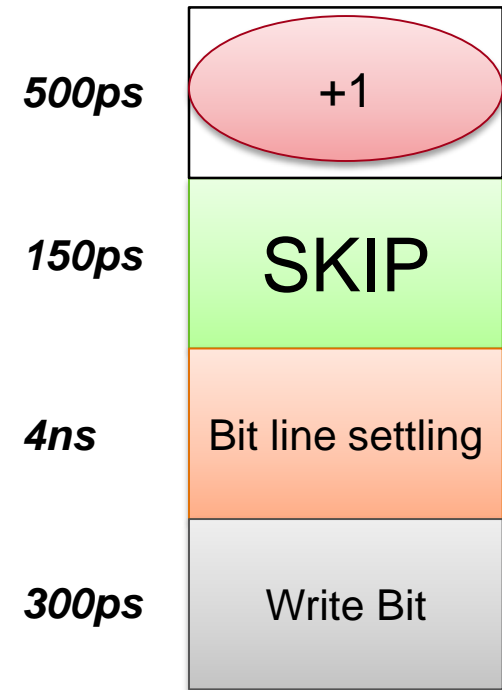 500ps
+1
150ps
SKIP
4ns
Bit line settling
300ps
Write Bit